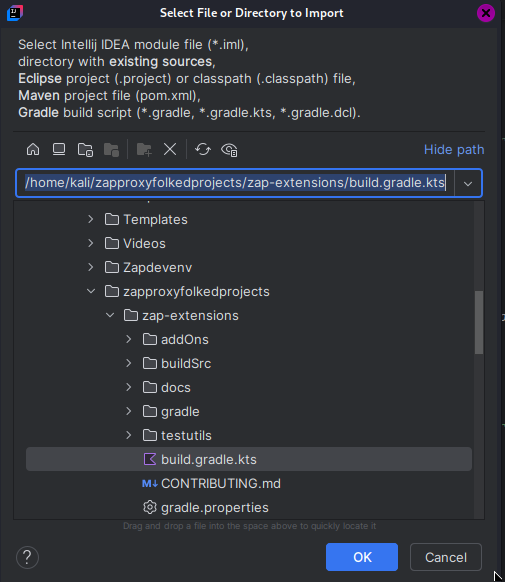 Select File or Directory to Import
Select Intellij IDEA module file (*.iml),
directory with existing sources,
Eclipse project (.project) or classpath (.classpath) file,
Maven project file (pom.xml),
Gradle build script (*.gradle, *.gradle.kts, *.gradle.dcl).
Hide path
/home/kali/zapproxyfolkedprojects/zap-extensions/build.gradle.kts
Templates
Videos
Zapdevenv
zapproxyfolkedprojects
zap-extensions
addOns
buildSrc
docs
gradle
testutils
build.gradle.kts
M↓ CONTRIBUTING.md
gradle.properties
Drag and drop a file into the space above to quickly locate it
? OK Cancel